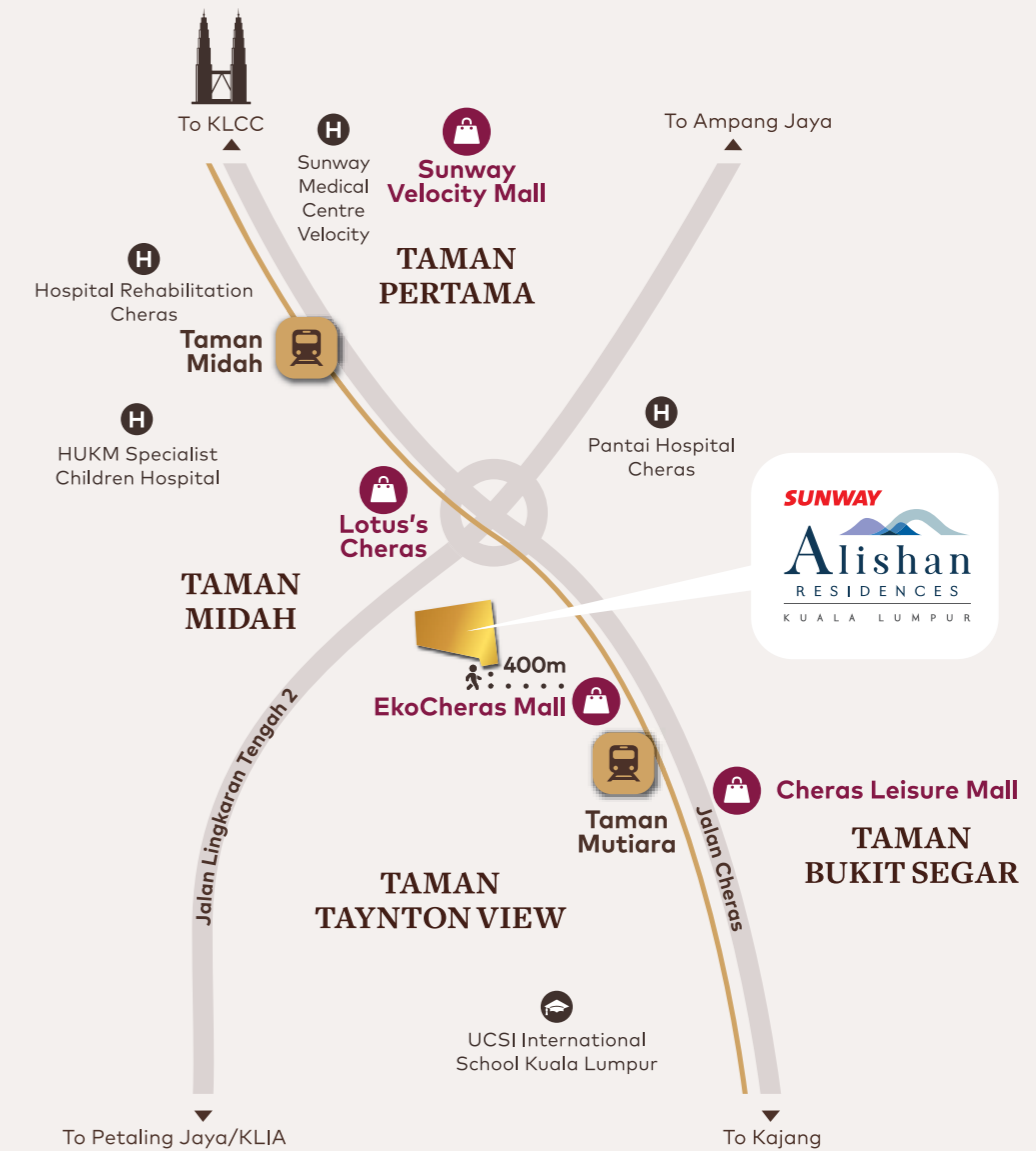 To KLCC
To Ampang Jaya
H
Sunway
Medical
Centre
Velocity
Sunway
Velocity Mall
TAMAN
PERTAMA
H
Hospital Rehabilitation
Cheras
Taman
Midah
H
HUKM Specialist
Children Hospital
H
Pantai Hospital
Cheras
Lotus's
Cheras
SUNWAY
Alishan
RESIDENCES
KUALA LUMPUR
TAMAN
MIDAH
400m
EkoCheras Mall
Jalan Lingkaran Tengah 2
Taman
Mutiara
Jalan Cheras
Cheras Leisure Mall
TAMAN
BUKIT SEGAR
TAMAN
TAYNTON VIEW
UCSI International
School Kuala Lumpur
To Petaling Jaya/KLIA
To Kajang